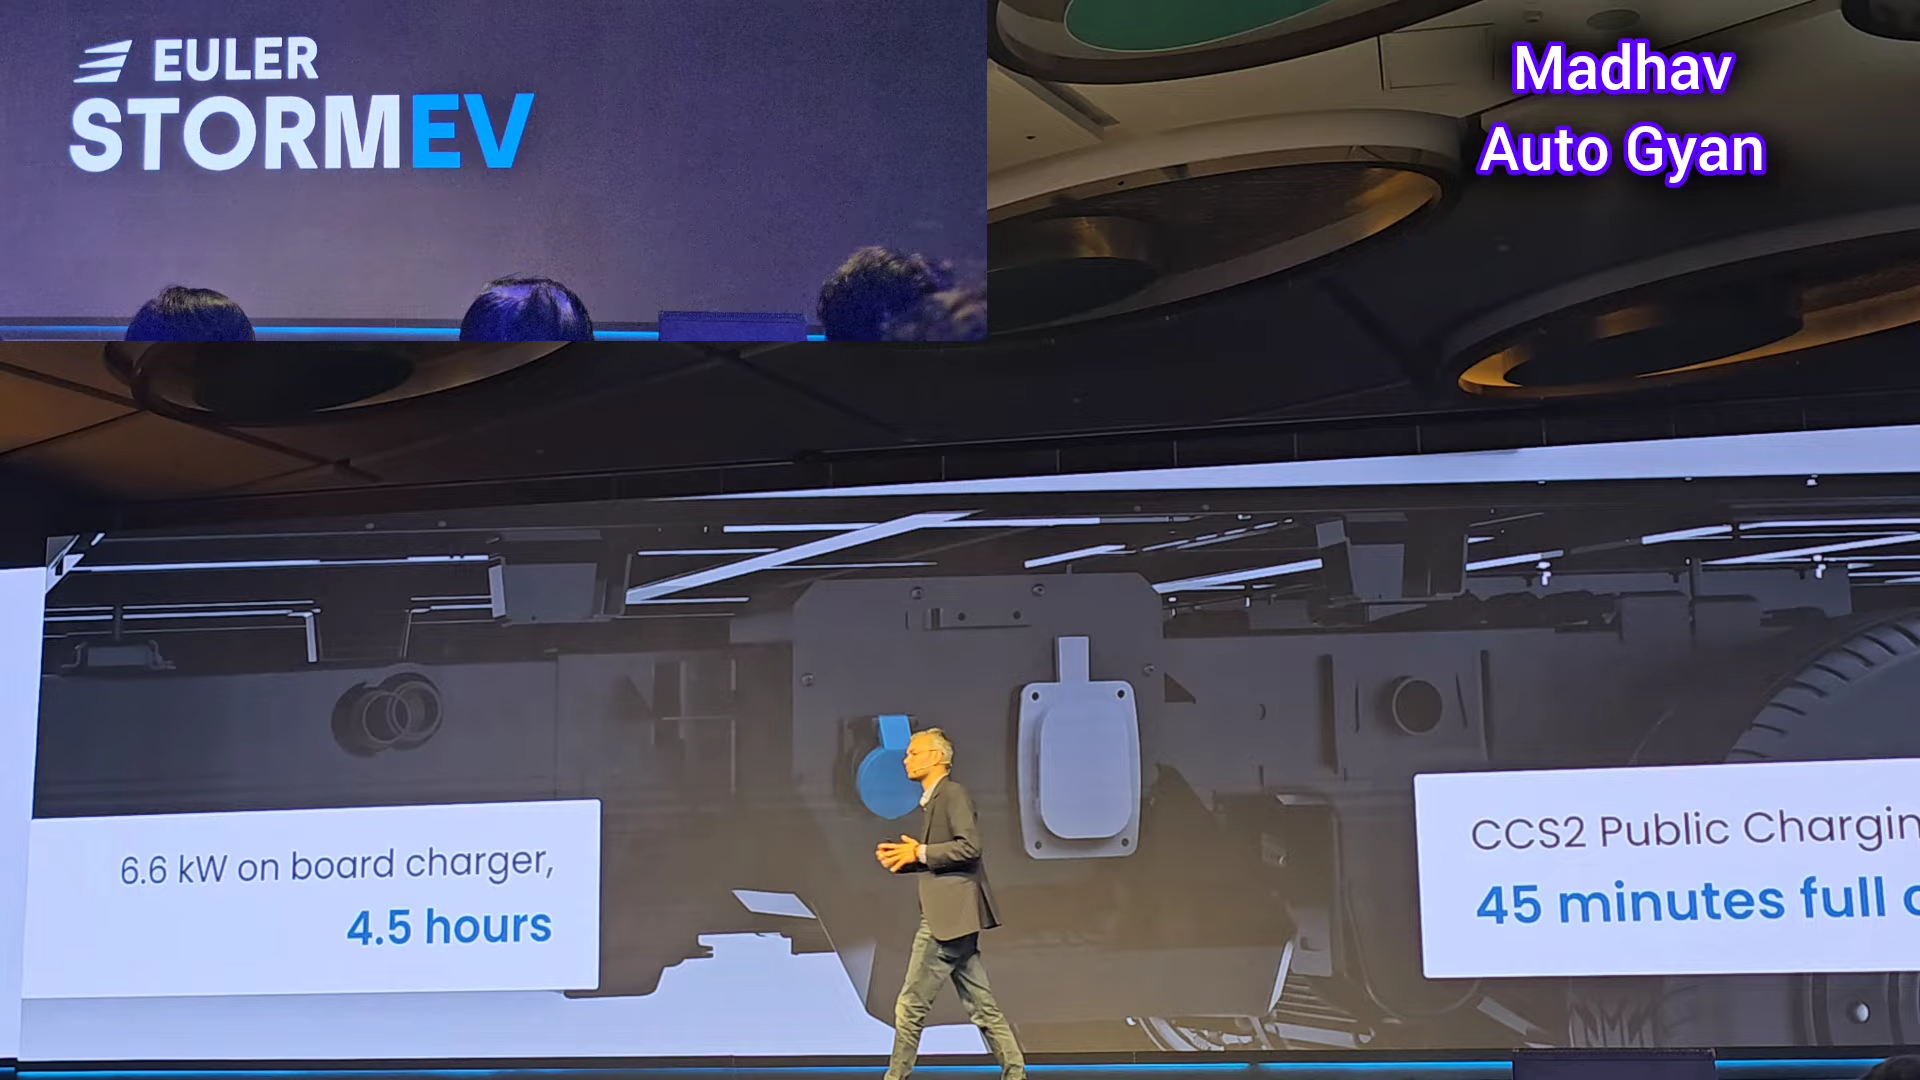 EULER
STORMEV
Madhav
Auto Gyan
6.6 kW on board charger,
4.5 hours
CCS2 Public
45 minutes full